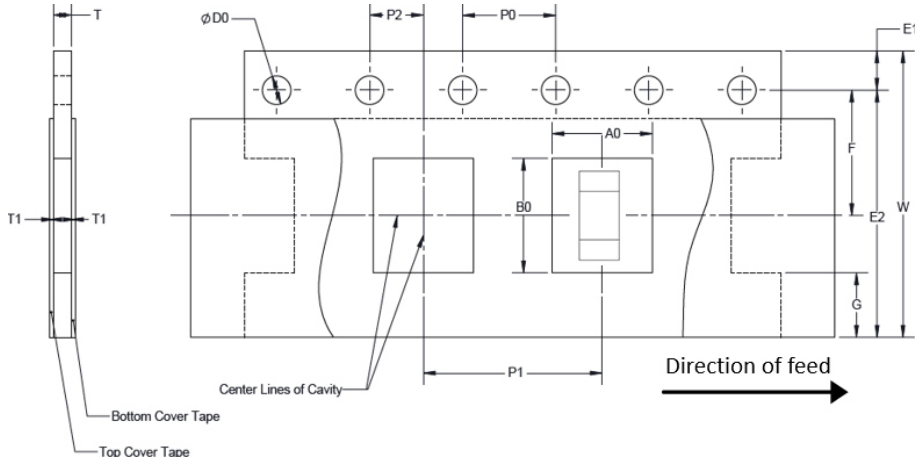 T
P2
P0
E1
ϕD0
A0
F
T1
T1
B0
E2
W
G
P1
Direction of feed
Center Lines of Cavity
Bottom Cover Tape
Top Cover Tape